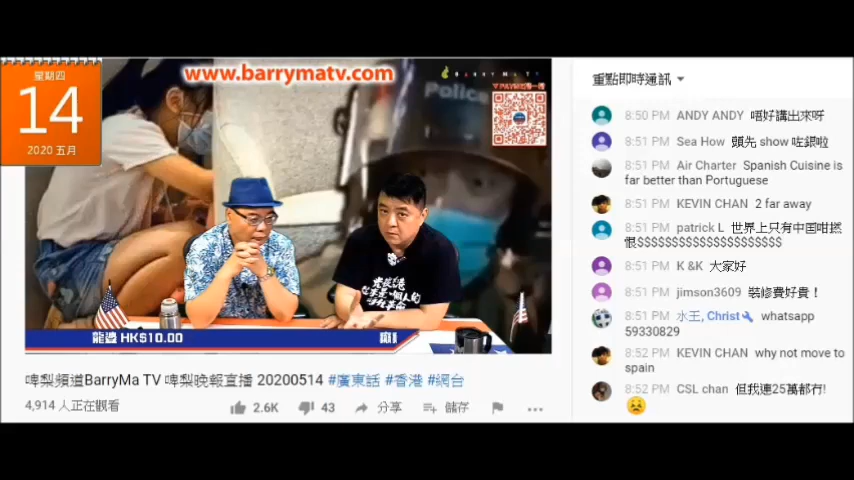 星期四
14
2020 五月
www.barrymatv.com
BARRY MA TV
Police
龍婆 HK$10.00
啤梨頻道BarryMa TV 啤梨晚報直播 20200514 #廣東話 #香港 #網台
4,914 人正在觀看
2.6K
43
分享
儲存
重點即時通訊
8:50 PM ANDY ANDY 唔好講出來呀
8:51 PM Sea How 頭先 show 咗銀啦
8:51 PM Air Charter Spanish Cuisine is
far better than Portuguese
8:51 PM KEVIN CHAN 2 far away
8:51 PM patrick L 世界上只有中国咁撚
恨$$$$$$$$$$$$$$$$$$$$$$
8:51 PM K &K 大家好
8:51 PM jimson3609 裝修費好貴！
8:51 PM 水王, Christ whatsapp
59330829
8:52 PM KEVIN CHAN why not move to
spain
8:52 PM CSL chan 但我連25萬都冇!